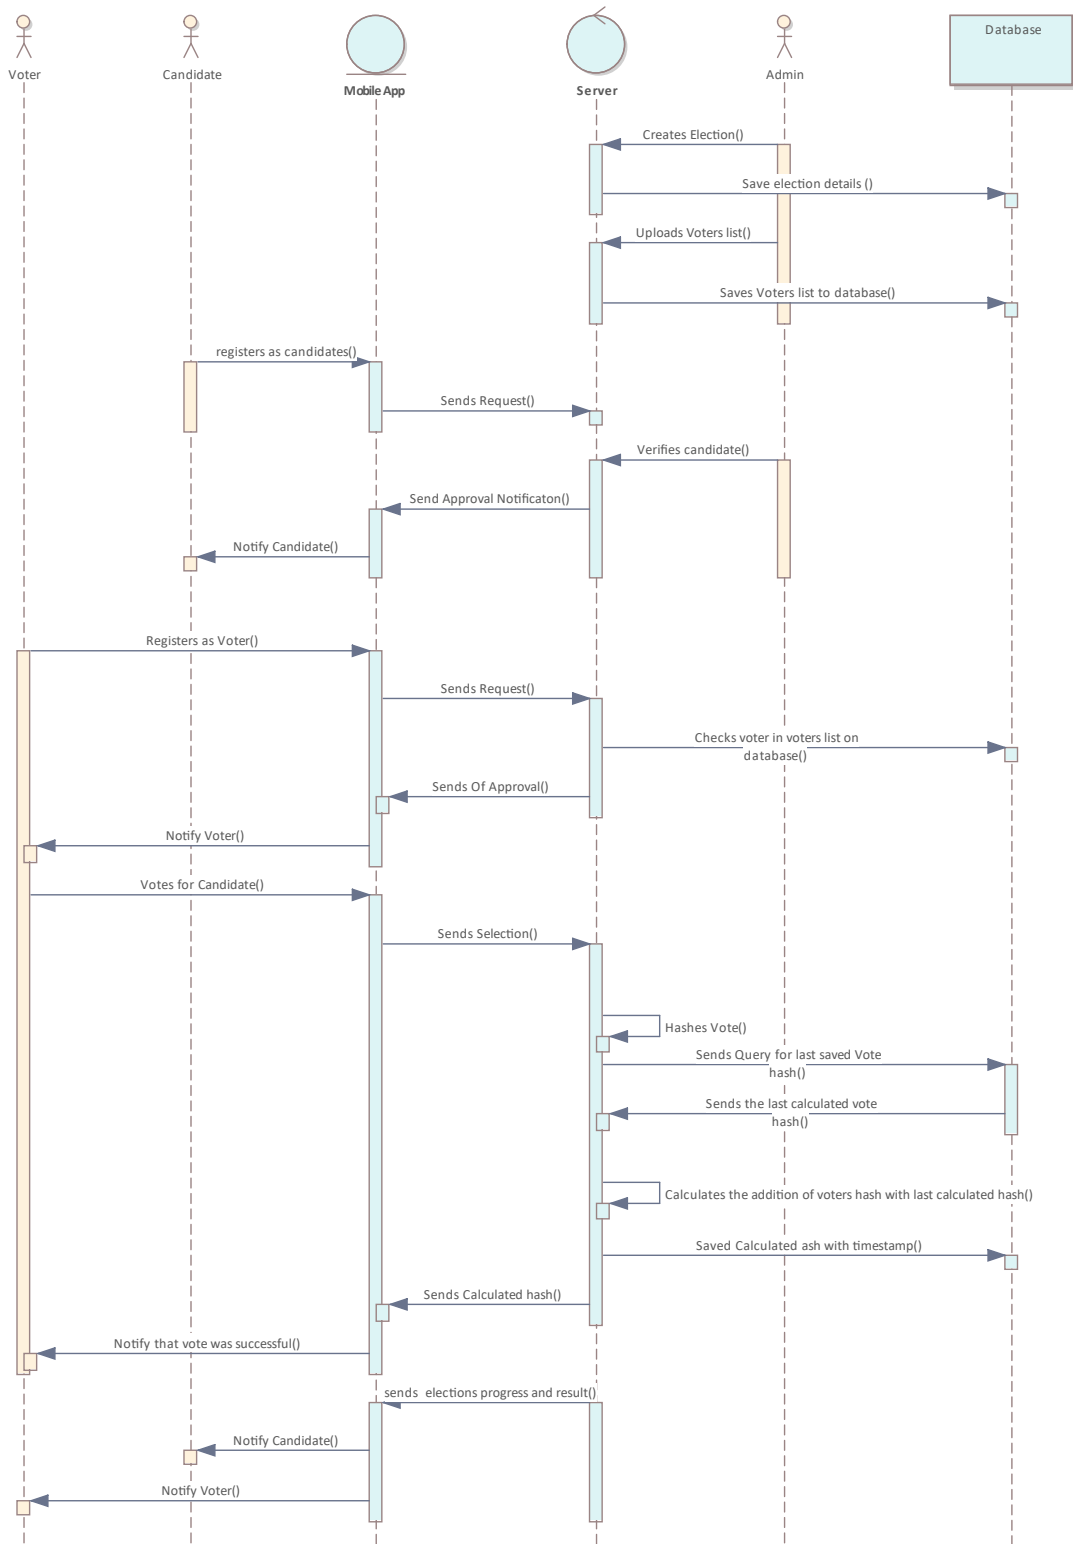 Voter
Candidate
Mobile App
Server
Admin
Database
Creates Election()
Save election details ()
Uploads Voters list()
Saves Voters list to database()
registers as candidates()
Sends Request()
Verifies candidate()
Send Approval Notificaton()
Notify Candidate()
Registers as Voter()
Sends Request()
Checks voter in voters list on
database()
Sends Of Approval()
Notify Voter()
Votes for Candidate()
Sends Selection()
Hashes Vote()
Sends Query for last saved Vote
hash()
Sends the last calculated vote
hash()
Calculates the addition of voters hash with last calculated hash()
Saved Calculated ash with timestamp()
Sends Calculated hash()
Notify that vote was successful()
sends  elections progress and result()
Notify Candidate()
Notify Voter()